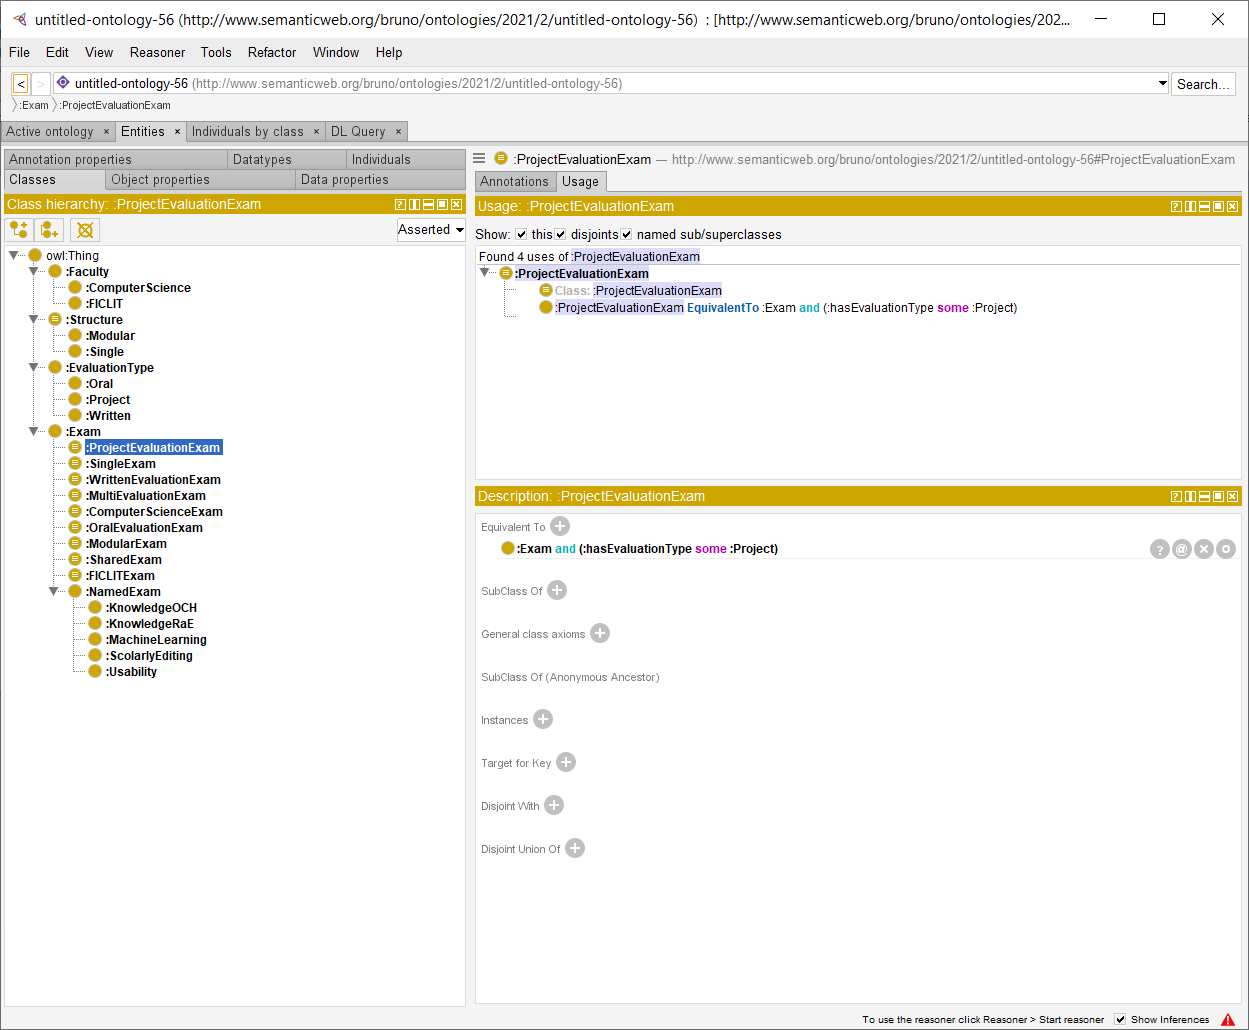 untitled-ontology-56 (http://www.semanticweb.org/bruno/ontologies/2021/2/untitled-ontology-56) : [http://www.semanticweb.org/bruno/ontologies/202...
File Edit View Reasoner Tools Refactor Window Help
< > untitled-ontology-56 (http://www.semanticweb.org/bruno/ontologies/2021/2/untitled-ontology-56) Search...
:Exam :ProjectEvaluationExam
Active ontology × Entities × Individuals by class × DL Query ×
Annotation properties Datatypes Individuals
Classes Object properties Data properties
Class hierarchy: :ProjectEvaluationExam
Asserted
owl:Thing
:Faculty
:ComputerScience
:FICLIT
:Structure
:Modular
:Single
:EvaluationType
:Oral
:Project
:Written
:Exam
:ProjectEvaluationExam
:SingleExam
:WrittenEvaluationExam
:MultiEvaluationExam
:ComputerScienceExam
:OralEvaluationExam
:ModularExam
:SharedExam
:FICLITExam
:NamedExam
:KnowledgeOCH
:KnowledgeRaE
:MachineLearning
:ScolarlyEditing
:Usability
:ProjectEvaluationExam — http://www.semanticweb.org/bruno/ontologies/2021/2/untitled-ontology-56#ProjectEvaluationExam
Annotations Usage
Usage: :ProjectEvaluationExam
Show: this disjoints named sub/superclasses
Found 4 uses of :ProjectEvaluationExam
:ProjectEvaluationExam
Class: :ProjectEvaluationExam
:ProjectEvaluationExam EquivalentTo :Exam and (:hasEvaluationType some :Project)
Description: :ProjectEvaluationExam
Equivalent To
:Exam and (:hasEvaluationType some :Project)
SubClass Of
General class axioms
SubClass Of (Anonymous Ancestor)
Instances
Target for Key
Disjoint With
Disjoint Union Of
To use the reasoner click Reasoner > Start reasoner Show Inferences